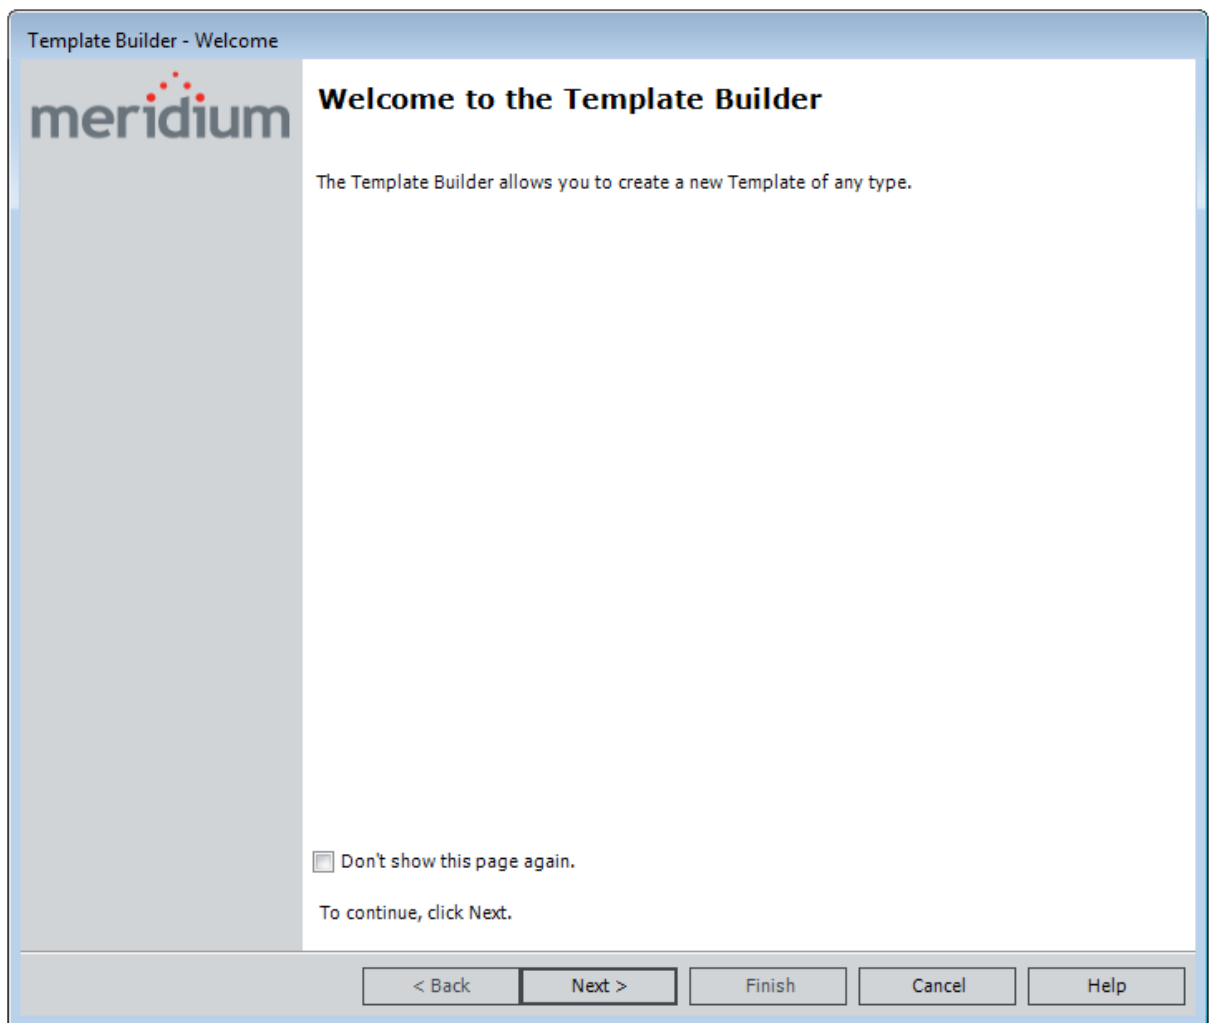 Template Builder - Welcome
meridium
Welcome to the Template Builder
The Template Builder allows you to create a new Template of any type.
Don't show this page again.
To continue, click Next.
< Back
Next >
Finish
Cancel
Help